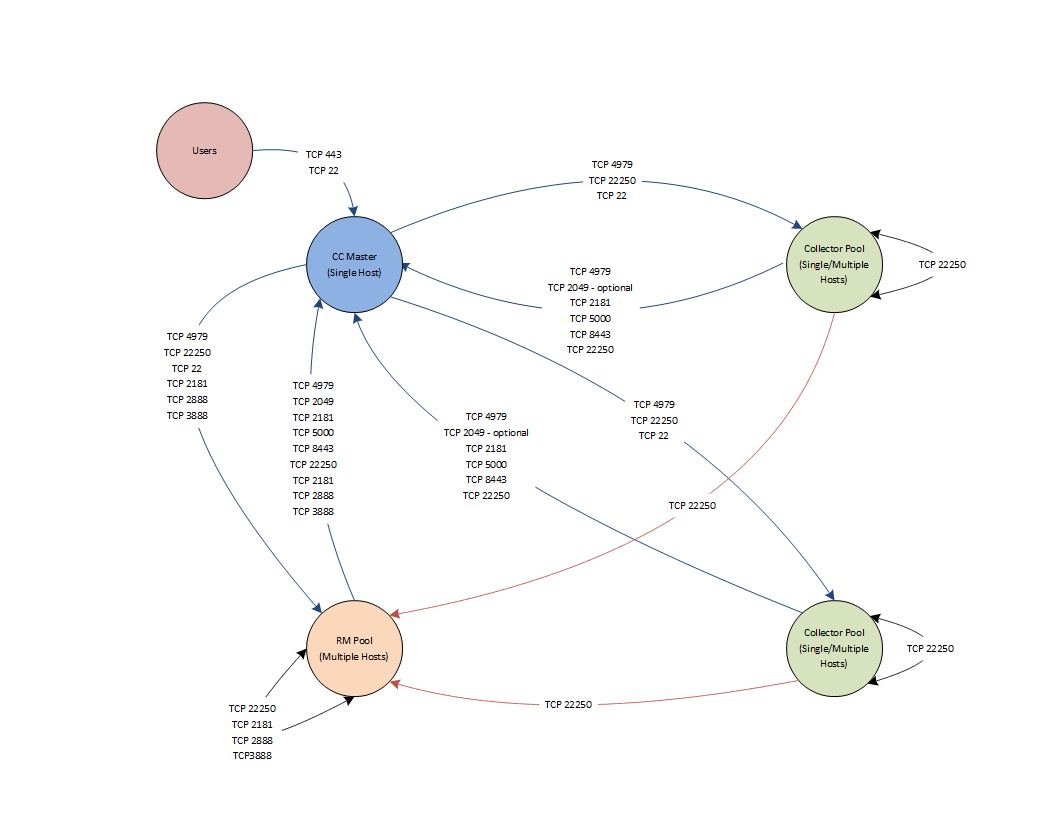 Users
TCP 443
TCP 22
TCP 4979
TCP 22250
TCP 22
CC Master
(Single Host)
Collector Pool
(Single/Multiple
Hosts)
TCP 22250
TCP 4979
TCP 2049 - optional
TCP 2181
TCP 5000
TCP 8443
TCP 22250
TCP 4979
TCP 22250
TCP 22
TCP 2181
TCP 2888
TCP 3888
TCP 4979
TCP 2049
TCP 2181
TCP 5000
TCP 8443
TCP 22250
TCP 2181
TCP 2888
TCP 3888
TCP 4979
TCP 2049 - optional
TCP 2181
TCP 5000
TCP 8443
TCP 22250
TCP 4979
TCP 22250
TCP 22
TCP 22250
RM Pool
(Multiple Hosts)
Collector Pool
(Single/Multiple
Hosts)
TCP 22250
TCP 22250
TCP 22250
TCP 2181
TCP 2888
TCP3888